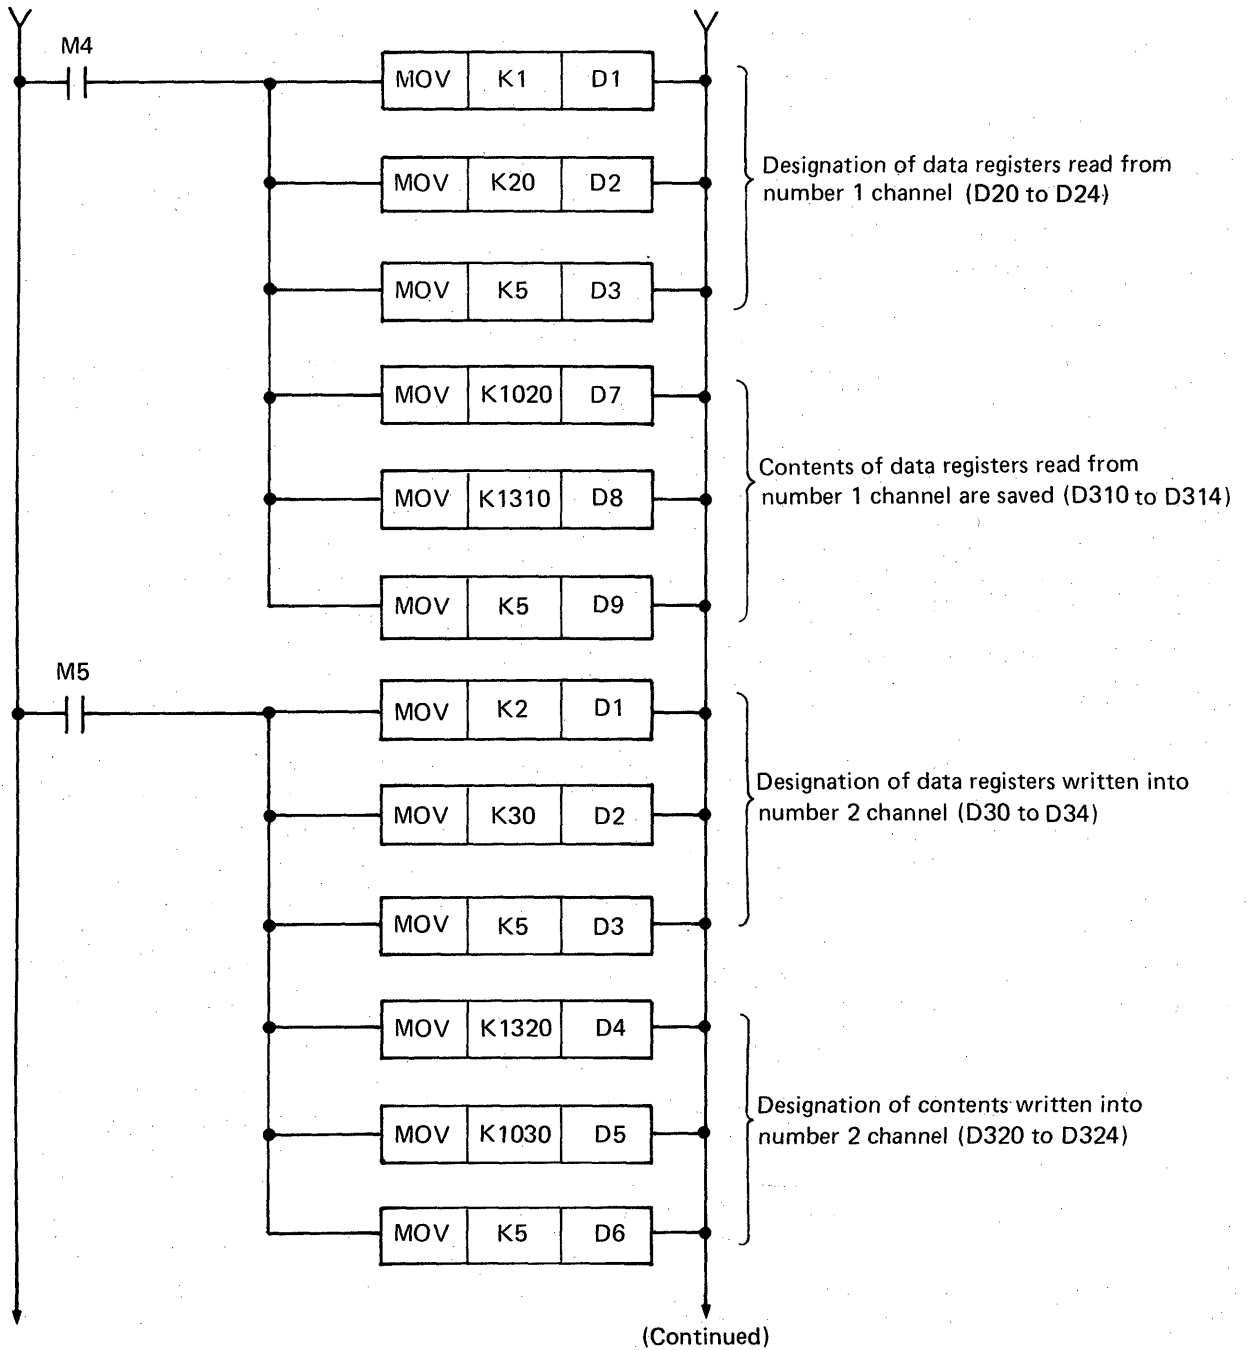 M4
MOV K1 D1
MOV K20 D2
Designation of data registers read from
number 1 channel (D20 to D24)
MOV K5 D3
MOV K1020 D7
MOV K1310 D8
Contents of data registers read from
number 1 channel are saved (D310 to D314)
MOV K5 D9
M5
MOV K2 D1
MOV K30 D2
Designation of data registers written into
number 2 channel (D30 to D34)
MOV K5 D3
MOV K1320 D4
MOV K1030 D5
Designation of contents written into
number 2 channel (D320 to D324)
MOV K5 D6
(Continued)